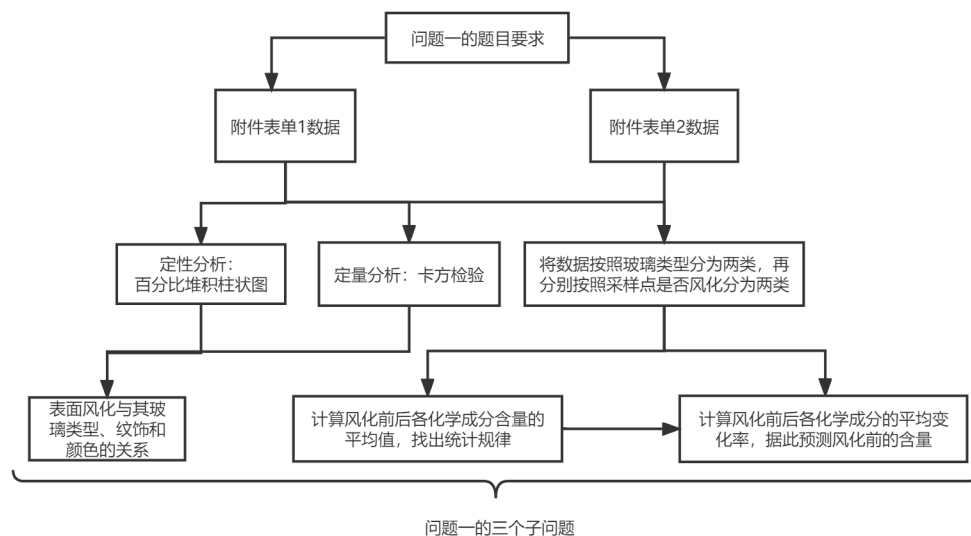 问题一的题目要求
附件表单1数据
附件表单2数据
定性分析：
百分比堆积柱状图
定量分析：卡方检验
将数据按照玻璃类型分为两类，再
分别按照采样点是否风化分为两类
表面风化与其玻
璃类型、纹饰和
颜色的关系
计算风化前后各化学成分含量的
平均值，找出统计规律
计算风化前后各化学成分的平均变
化率，据此预测风化前的含量
问题一的三个子问题